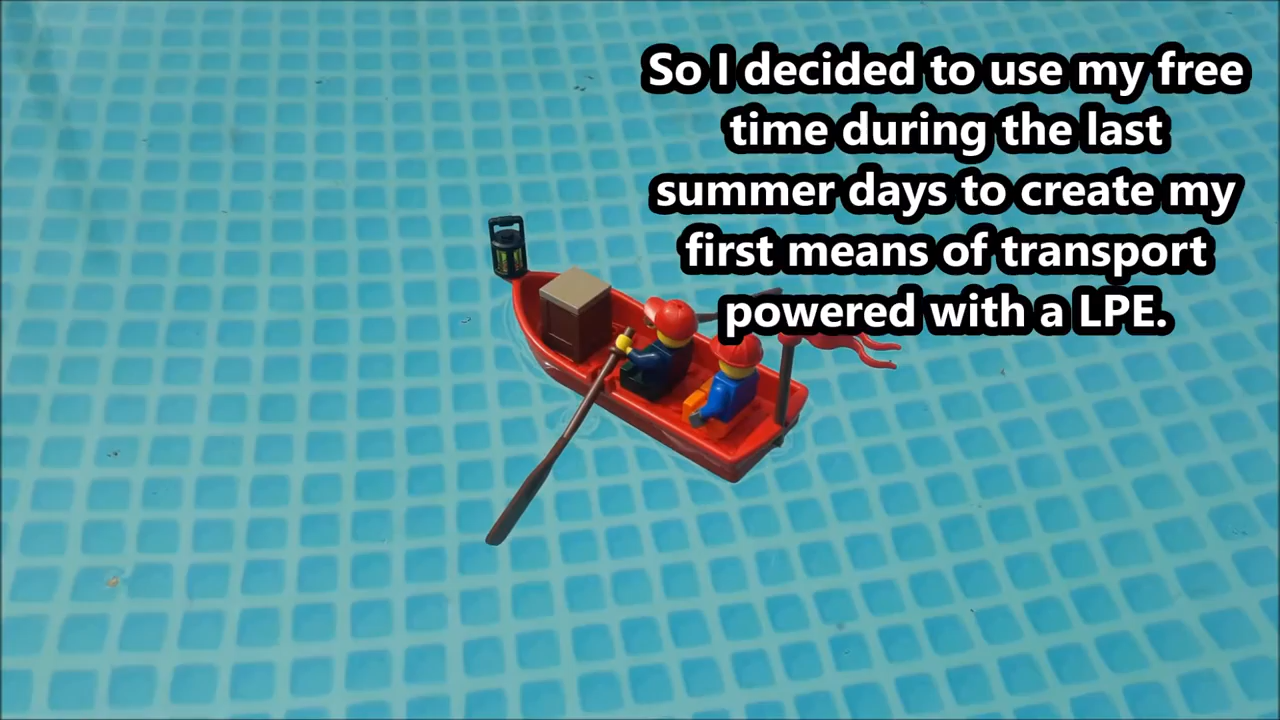 So I decided to use my free
time during the last
summer days to create my
first means of transport
powered with a LPE.